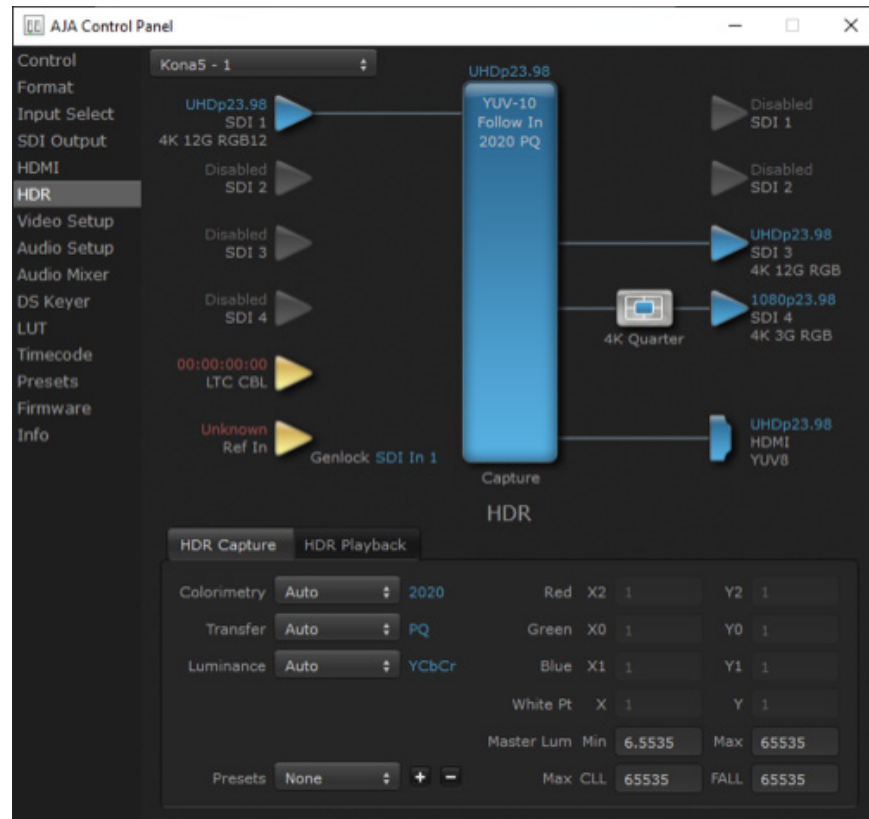 AJA Control Panel
Control
Format
Input Select
SDI Output
HDMI
HDR
Video Setup
Audio Setup
Audio Mixer
DS Keyer
LUT
Timecode
Presets
Firmware
Info
Kona5 - 1
UHDp23.98
UHDp23.98
SDI 1
4K 12G RGB12
Disabled
SDI 2
Disabled
SDI 3
Disabled
SDI 4
00:00:00:00
LTC CBL
Unknown
Ref In
Genlock SDI In 1
YUV-10
Follow In
2020 PQ
Capture
Disabled
SDI 1
Disabled
SDI 2
UHDp23.98
SDI 3
4K 12G RGB
4K Quarter
1080p23.98
SDI 4
4K 3G RGB
UHDp23.98
HDMI
YUV8
HDR
HDR Capture HDR Playback
Colorimetry Auto 2020 Red X2 1 Y2 1
Transfer Auto PQ Green X0 1 Y0 1
Luminance Auto YCbCr Blue X1 1 Y1 1
White Pt X 1 Y 1
Master Lum Min 6.5535 Max 65535
Presets None + - Max CLL 65535 FALL 65535